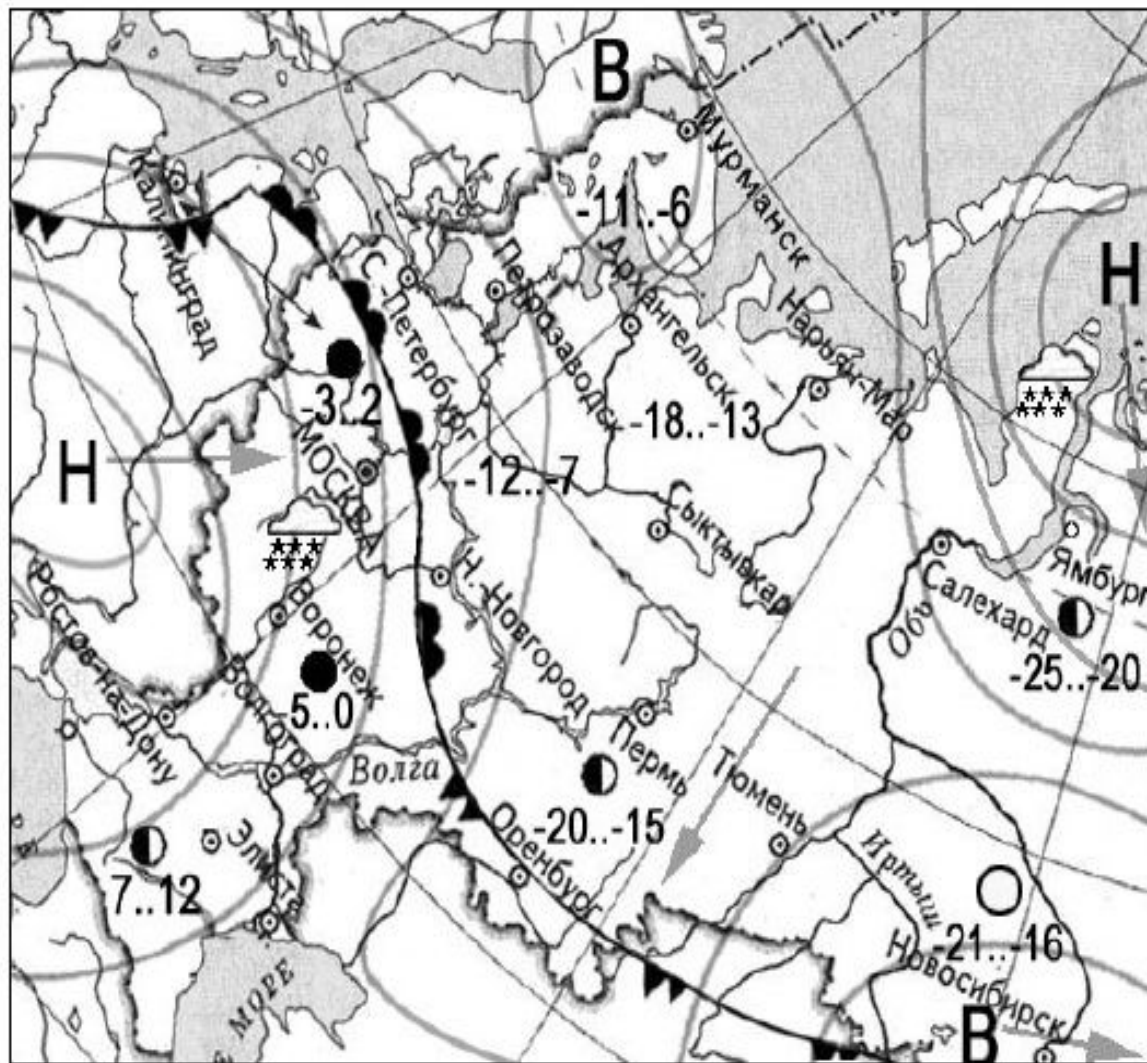 В
Мурманск
Калининград
-11..-6
С.-Петербург
Петрозаводск
Архангельск
Нарьян-Мар
Н
-3..2
-18..-13
МОСКВА
Н
-12..-7
Сыктывкар
Салехард
Ямбург
Обь
Ростов-на-Дону
Воронеж
Н.-Новгород
-25..-20
5..0
Волгоград
Волга
Пермь
Тюмень
-20..-15
Элиста
7..12
Оренбург
Иртыш
-21..-16
Новосибирск
МОРЕ
В